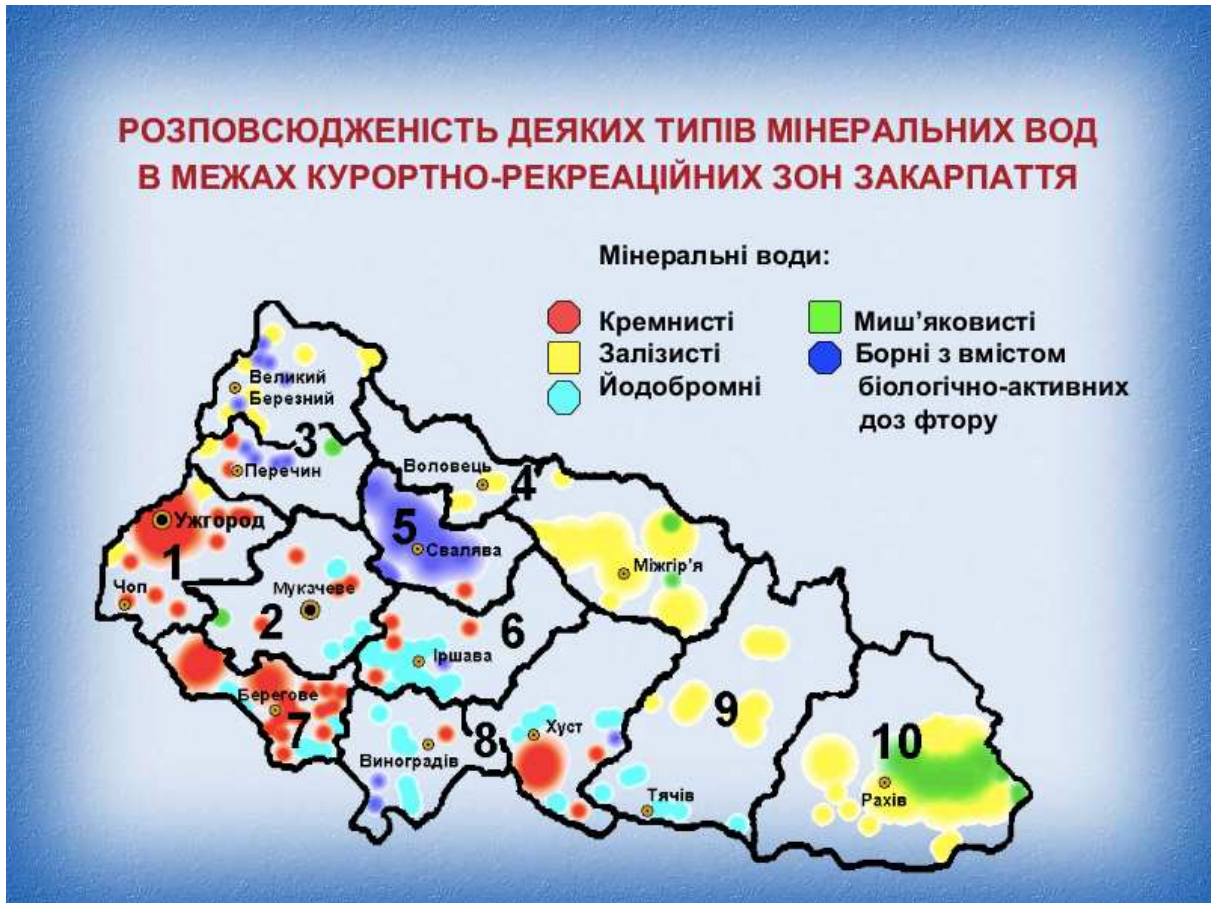 РОЗПОВСЮДЖЕНІСТЬ ДЕЯКИХ ТИПІВ МІНЕРАЛЬНИХ ВОД
В МЕЖАХ КУРОРТНО-РЕКРЕАЦІЙНИХ ЗОН ЗАКАРПАТТЯ
Мінеральні води:
Кремнисті
Залізисті
Йодобромні
Миш’яковисті
Борні з вмістом
біологічно-активних
доз фтору
Великий
Березний
3
Перечин
Воловець
4
Ужгород
5
Свалява
1
Міжгір’я
Чоп
Мукачеве
2
6
Іршава
Берегове
7
8
Хуст
9
10
Виноградів
Тячів
Рахів